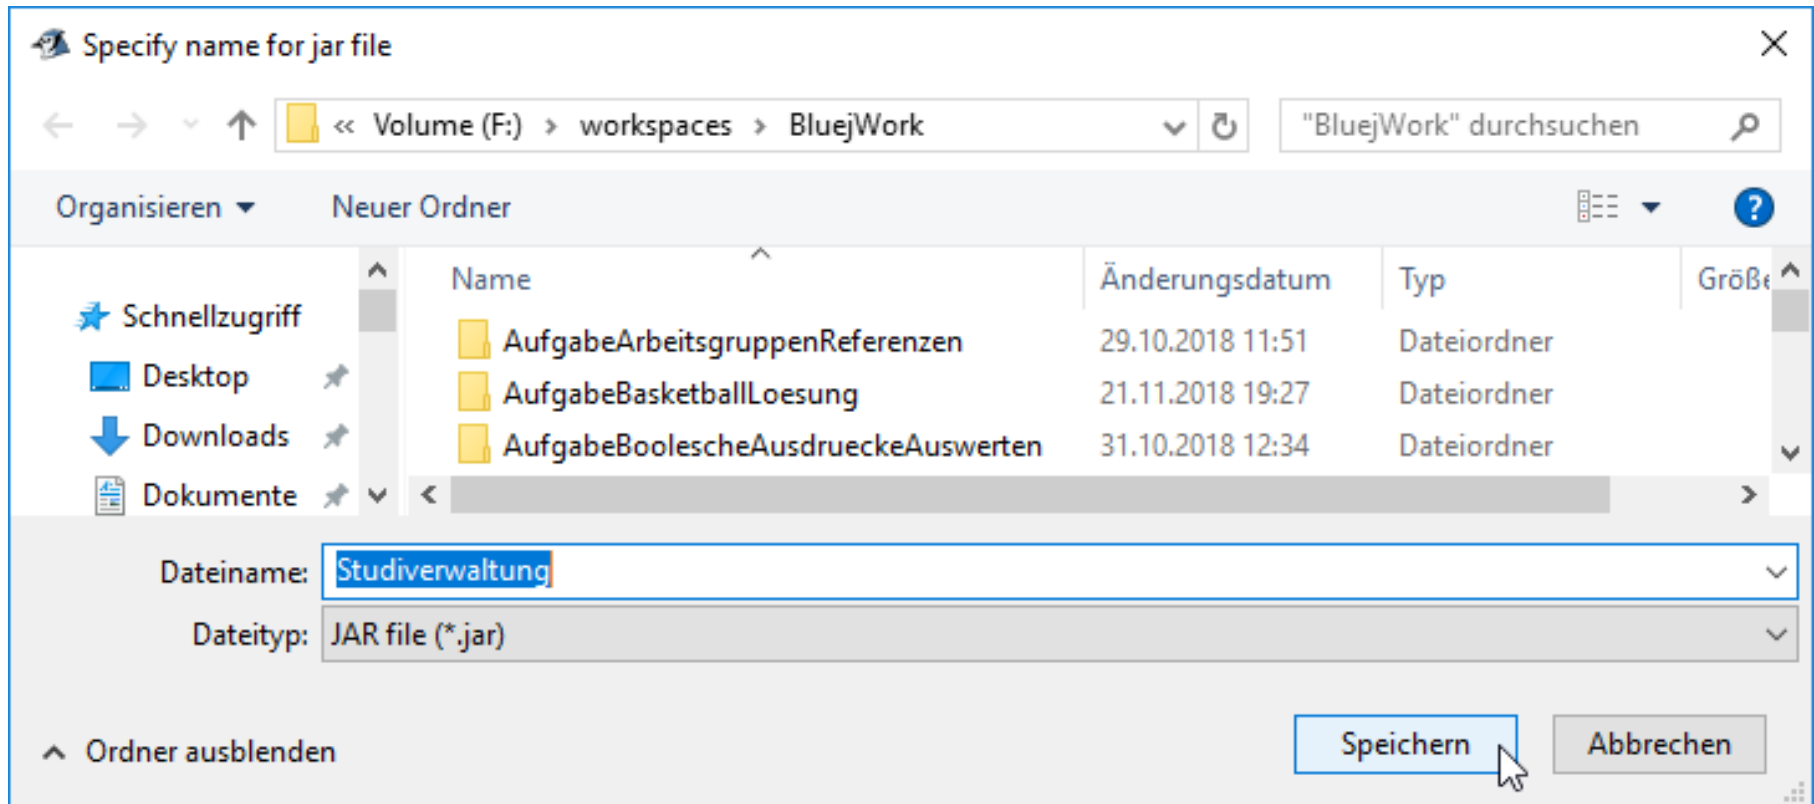 Specify name for jar file
« Volume (F:) > workspaces > BluejWork
"BluejWork" durchsuchen
Organisieren Neuer Ordner
Name Änderungsdatum Typ Größe
Schnellzugriff
Desktop
Downloads
Dokumente
AufgabeArbeitsgruppenReferenzen 29.10.2018 11:51 Dateiordner
AufgabeBasketballLoesung 21.11.2018 19:27 Dateiordner
AufgabeBoolescheAusdrueckeAuswerten 31.10.2018 12:34 Dateiordner
Dateiname: Studiverwaltung
Dateityp: JAR file (*.jar)
Ordner ausblenden
Speichern Abbrechen